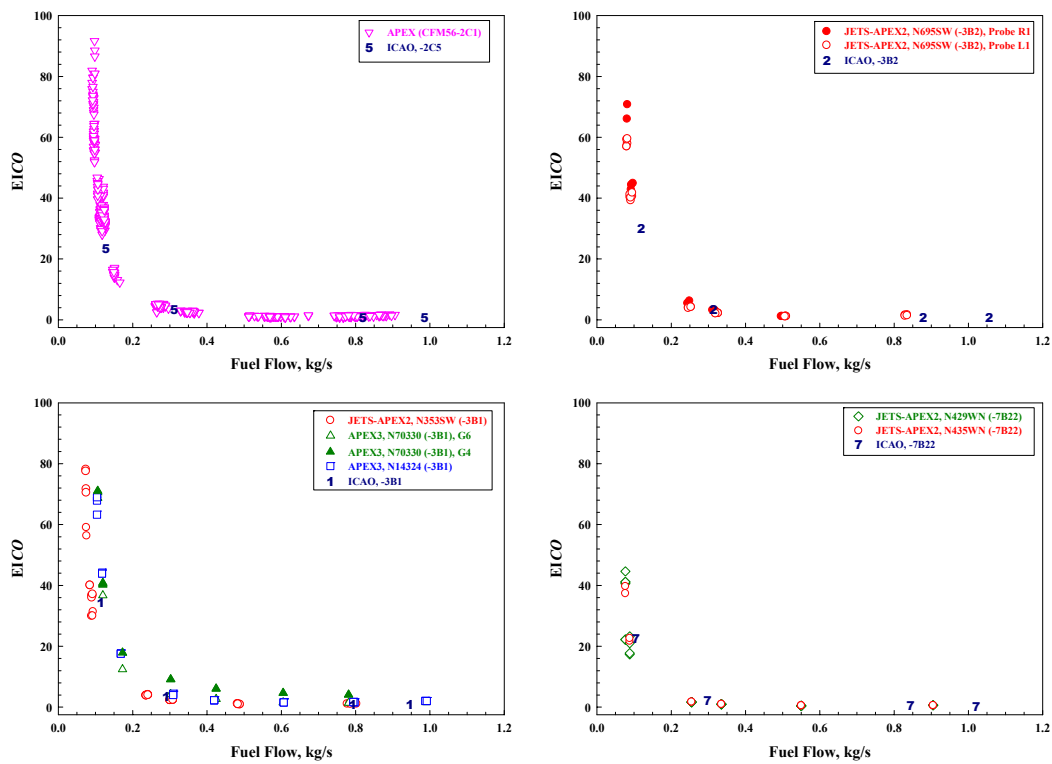 100
80
60
40
20
0
EICO
5
5
5
5
0.0 0.2 0.4 0.6 0.8 1.0 1.2
Fuel Flow, kg/s
APEX (CFM56-2C1)
5 ICAO, -2C5
100
80
60
40
20
0
EICO
2
2
2
2
0.0 0.2 0.4 0.6 0.8 1.0 1.2
Fuel Flow, kg/s
JETS-APEX2, N695SW (-3B2), Probe R1
JETS-APEX2, N695SW (-3B2), Probe L1
2 ICAO, -3B2
100
80
60
40
20
0
EICO
1
1
1
1
0.0 0.2 0.4 0.6 0.8 1.0 1.2
Fuel Flow, kg/s
JETS-APEX2, N353SW (-3B1)
APEX3, N70330 (-3B1), G6
APEX3, N70330 (-3B1), G4
APEX3, N14324 (-3B1)
1 ICAO, -3B1
100
80
60
40
20
0
EICO
7
7
7
7
0.0 0.2 0.4 0.6 0.8 1.0 1.2
Fuel Flow, kg/s
JETS-APEX2, N429WN (-7B22)
JETS-APEX2, N435WN (-7B22)
7 ICAO, -7B22